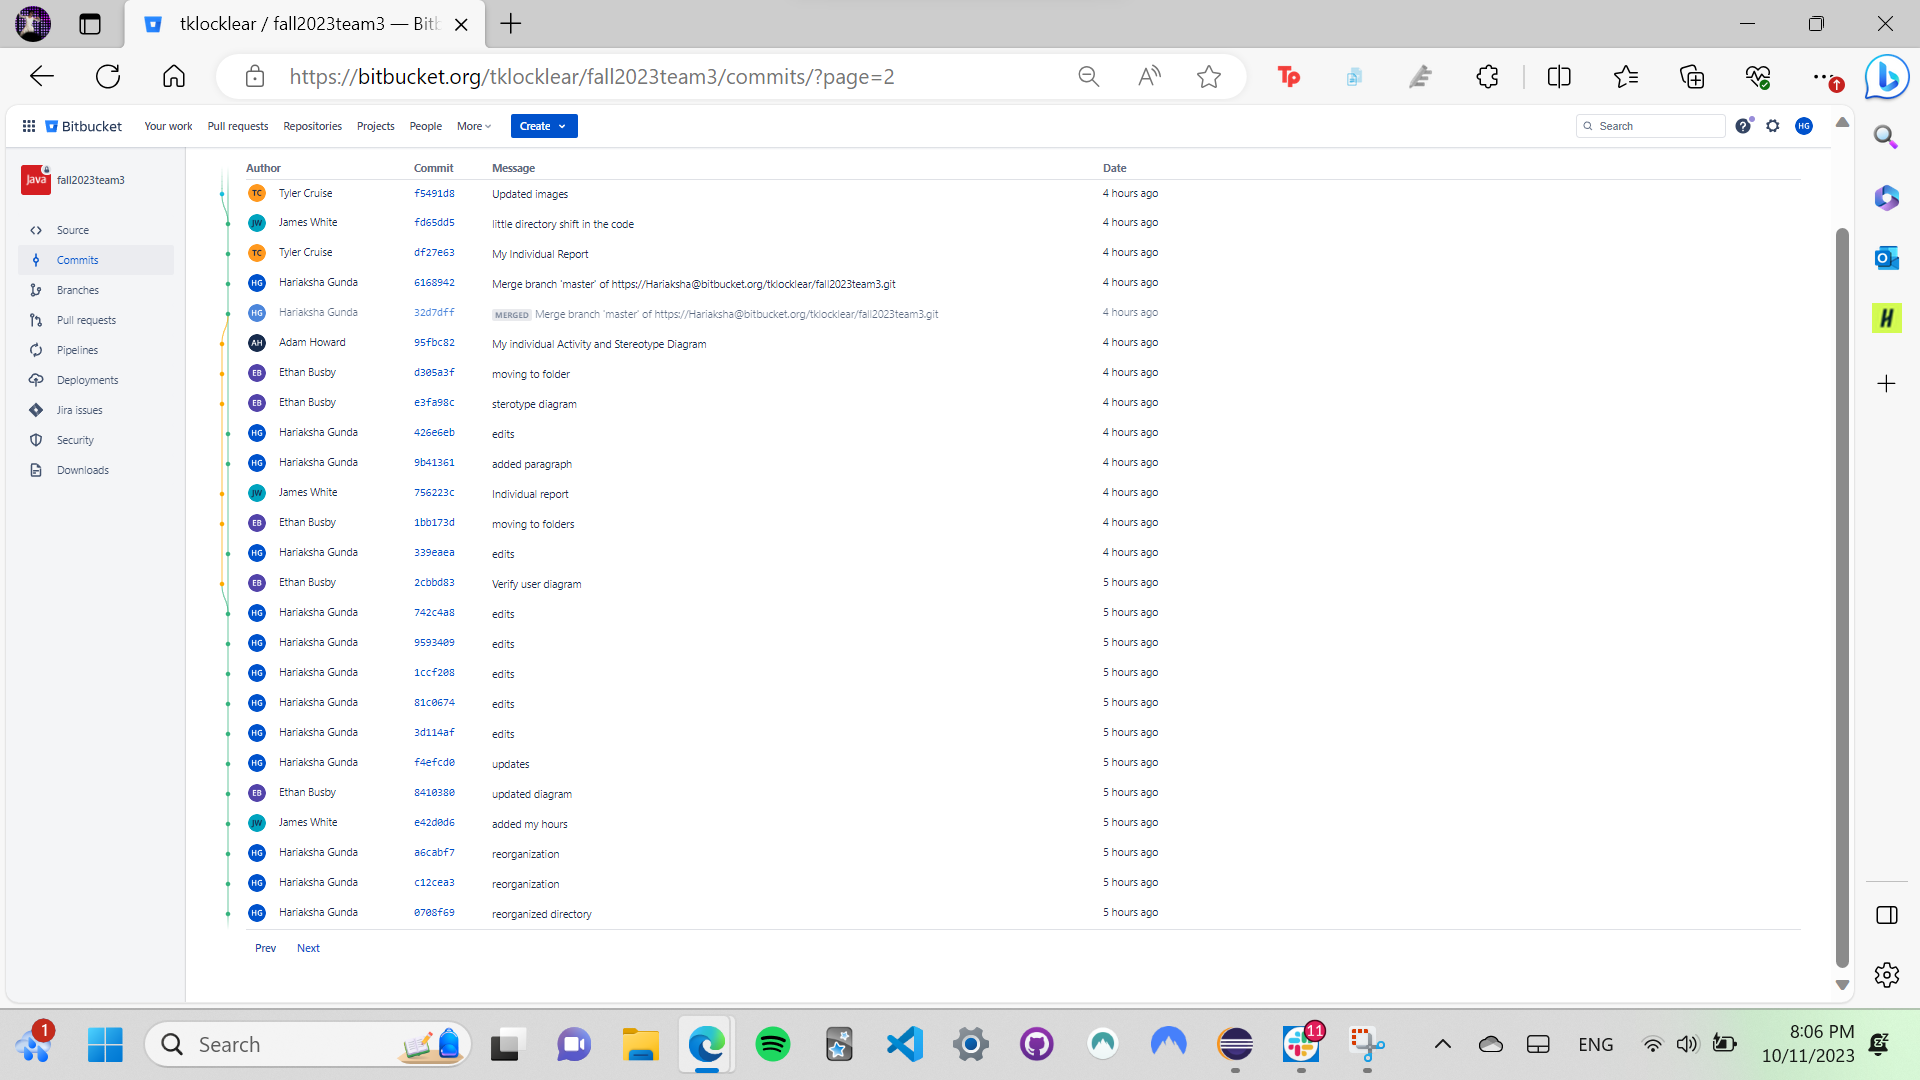 tklocklear / fall2023team3 — Bitb
https://bitbucket.org/tklocklear/fall2023team3/commits/?page=2
Bitbucket Your work Pull requests Repositories Projects People More Create Search HG
Java fall2023team3
Source
Commits
Branches
Pull requests
Pipelines
Deployments
Jira issues
Security
Downloads
Author Commit Message Date
TC Tyler Cruise f5491d8 Updated images 4 hours ago
JW James White fd65dd5 little directory shift in the code 4 hours ago
TC Tyler Cruise df27e63 My Individual Report 4 hours ago
HG Hariaksha Gunda 6168942 Merge branch 'master' of https://Hariaksha@bitbucket.org/tklocklear/fall2023team3.git 4 hours ago
HG Hariaksha Gunda 32d7dff MERGED Merge branch 'master' of https://Hariaksha@bitbucket.org/tklocklear/fall2023team3.git 4 hours ago
AH Adam Howard 95fbc82 My individual Activity and Stereotype Diagram 4 hours ago
EB Ethan Busby d305a3f moving to folder 4 hours ago
EB Ethan Busby e3fa98c sterotype diagram 4 hours ago
HG Hariaksha Gunda 426e6eb edits 4 hours ago
HG Hariaksha Gunda 9b41361 added paragraph 4 hours ago
JW James White 756223c Individual report 4 hours ago
EB Ethan Busby 1bb173d moving to folders 4 hours ago
HG Hariaksha Gunda 339eaea edits 4 hours ago
EB Ethan Busby 2cbbd83 Verify user diagram 5 hours ago
HG Hariaksha Gunda 742c4a8 edits 5 hours ago
HG Hariaksha Gunda 9593409 edits 5 hours ago
HG Hariaksha Gunda 1ccf208 edits 5 hours ago
HG Hariaksha Gunda 81c0674 edits 5 hours ago
HG Hariaksha Gunda 3d114af edits 5 hours ago
HG Hariaksha Gunda f4efcd0 updates 5 hours ago
EB Ethan Busby 8410380 updated diagram 5 hours ago
JW James White e42d0d6 added my hours 5 hours ago
HG Hariaksha Gunda a6cabf7 reorganization 5 hours ago
HG Hariaksha Gunda c12cea3 reorganization 5 hours ago
HG Hariaksha Gunda 0708f69 reorganized directory 5 hours ago
Prev Next
1 Search 11 ENG 8:06 PM
10/11/2023